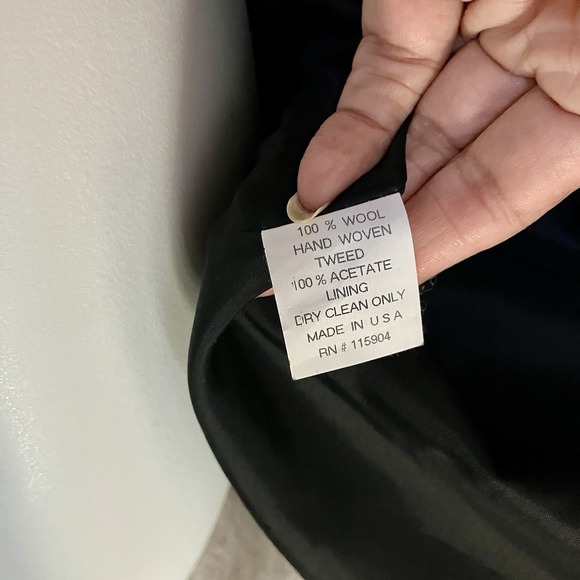 100 % WOOL
HAND WOVEN
TWEED
100 % ACETATE
LINING
DRY CLEAN ONLY
MADE IN U S A
RN # 115904